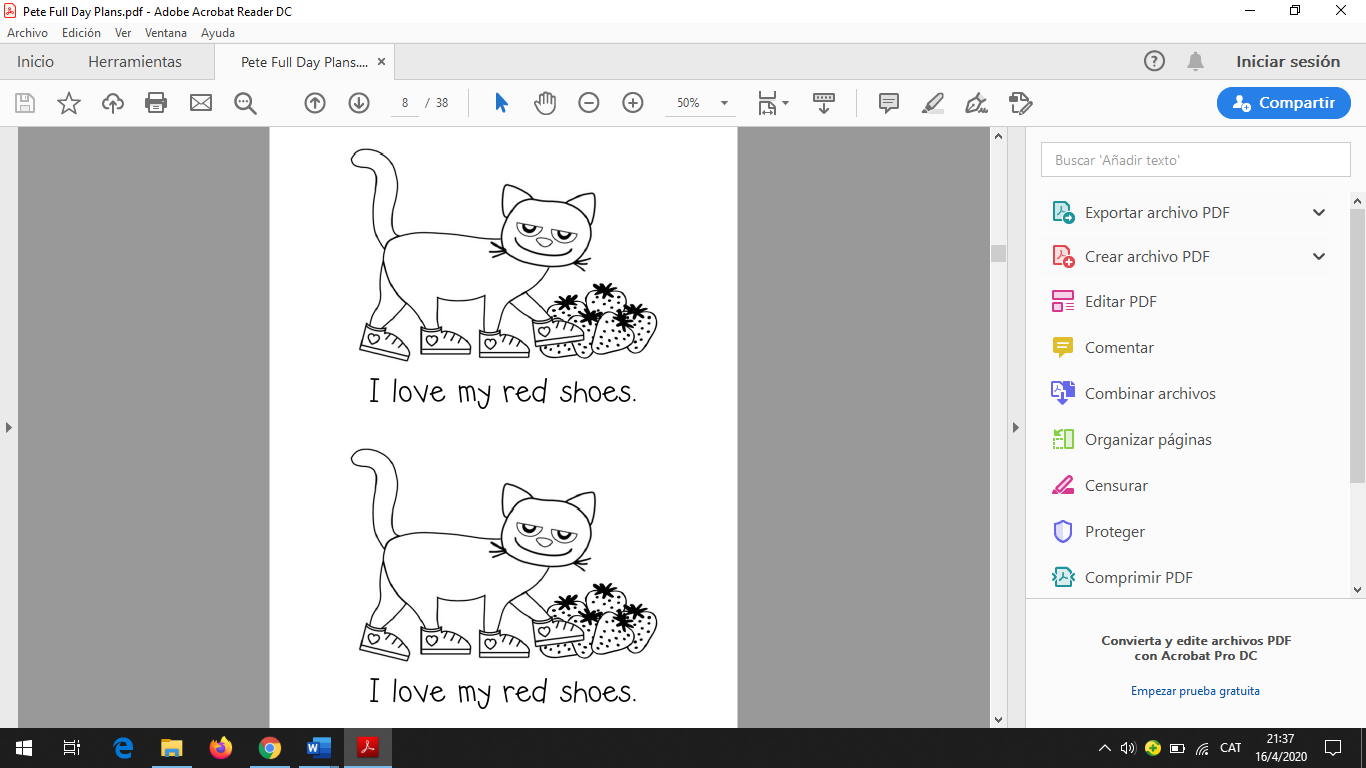 Pete Full Day Plans.pdf - Adobe Acrobat Reader DC
Archivo Edición Ver Ventana Ayuda
Inicio Herramientas Pete Full Day Plans.... × Iniciar sesión
8 / 38 50% Compartir
I love my red shoes.
I love my red shoes.
Buscar 'Añadir texto'
Exportar archivo PDF
Crear archivo PDF
Editar PDF
Comentar
Combinar archivos
Organizar páginas
Censurar
Proteger
Comprimir PDF
Convierta y edite archivos PDF
con Acrobat Pro DC
Empezar prueba gratuita
CAT
21:37
16/4/2020